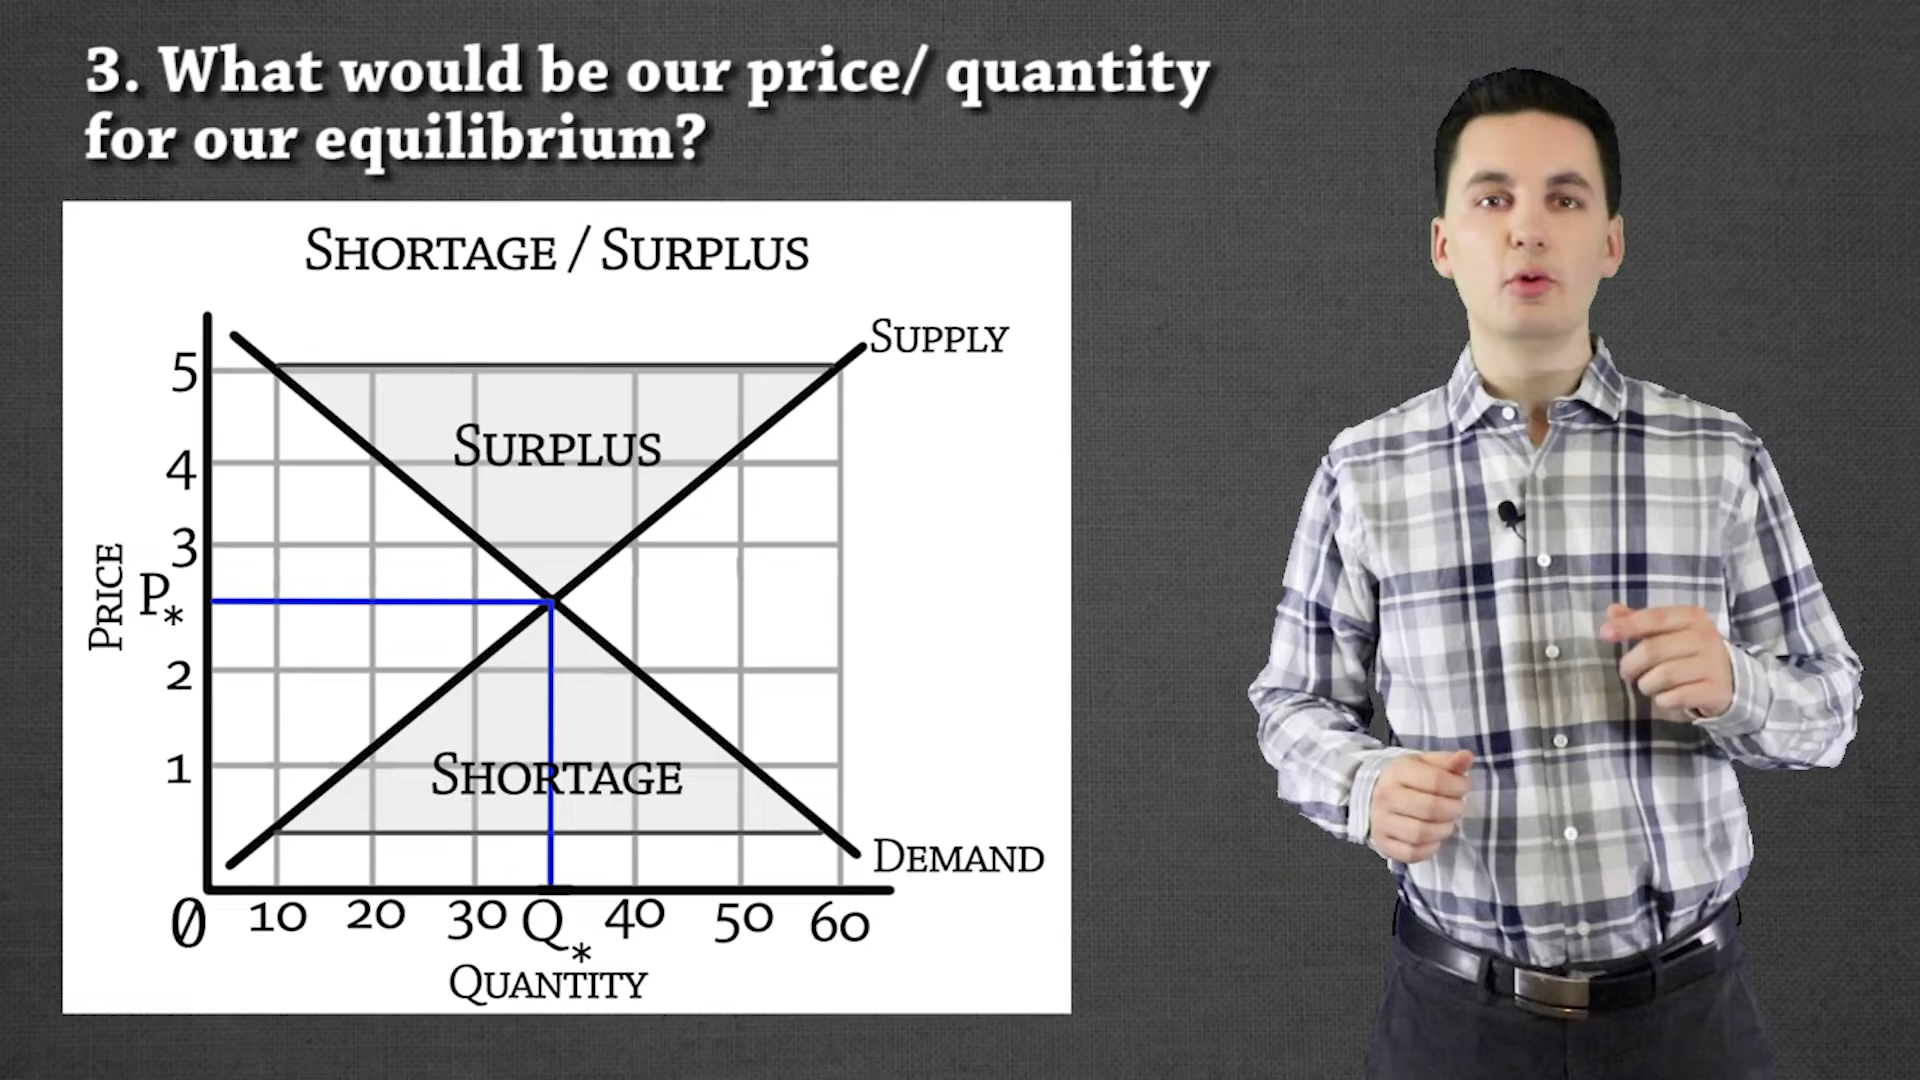 3. What would be our price/ quantity
for our equilibrium?
SHORTAGE / SURPLUS
SUPPLY
5
SURPLUS
4
3
PRICE
P*
2
1
SHORTAGE
DEMAND
0 10 20 30 Q* 40 50 60
QUANTITY